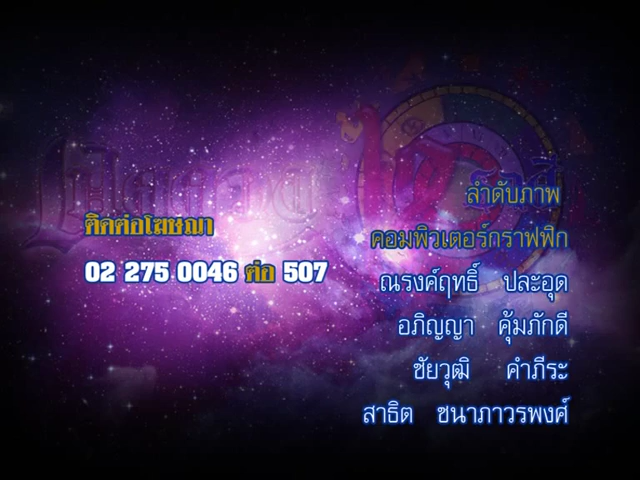 ติดต่อโฆษณา
02 275 0046 ต่อ 507
ลำดับภาพ
คอมพิวเตอร์กราฟฟิก
ณรงค์ฤทธิ์ ปละอุด
อภิญญา คุ้มภักดี
ชัยวุฒิ คำภีระ
สาธิต ชนาภาวรพงศ์